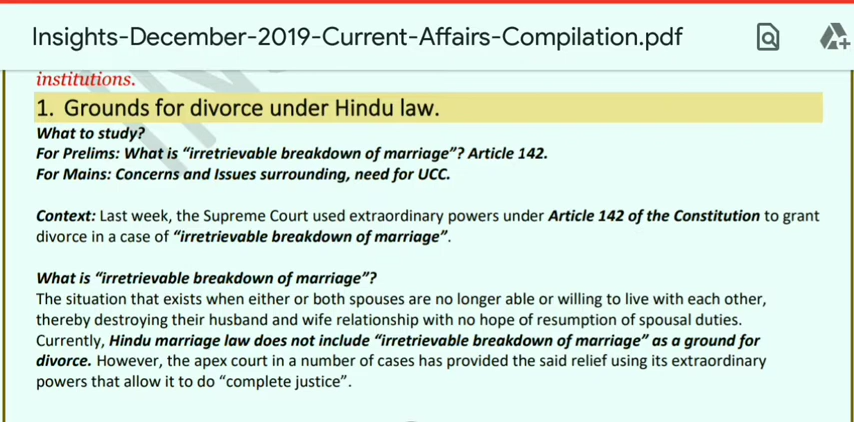 Insights-December-2019-Current-Affairs-Compilation.pdf
institutions.
1. Grounds for divorce under Hindu law.
What to study?
For Prelims: What is “irretrievable breakdown of marriage”? Article 142.
For Mains: Concerns and Issues surrounding, need for UCC.
Context: Last week, the Supreme Court used extraordinary powers under Article 142 of the Constitution to grant
divorce in a case of “irretrievable breakdown of marriage”.
What is “irretrievable breakdown of marriage”?
The situation that exists when either or both spouses are no longer able or willing to live with each other,
thereby destroying their husband and wife relationship with no hope of resumption of spousal duties.
Currently, Hindu marriage law does not include “irretrievable breakdown of marriage” as a ground for
divorce. However, the apex court in a number of cases has provided the said relief using its extraordinary
powers that allow it to do “complete justice”.